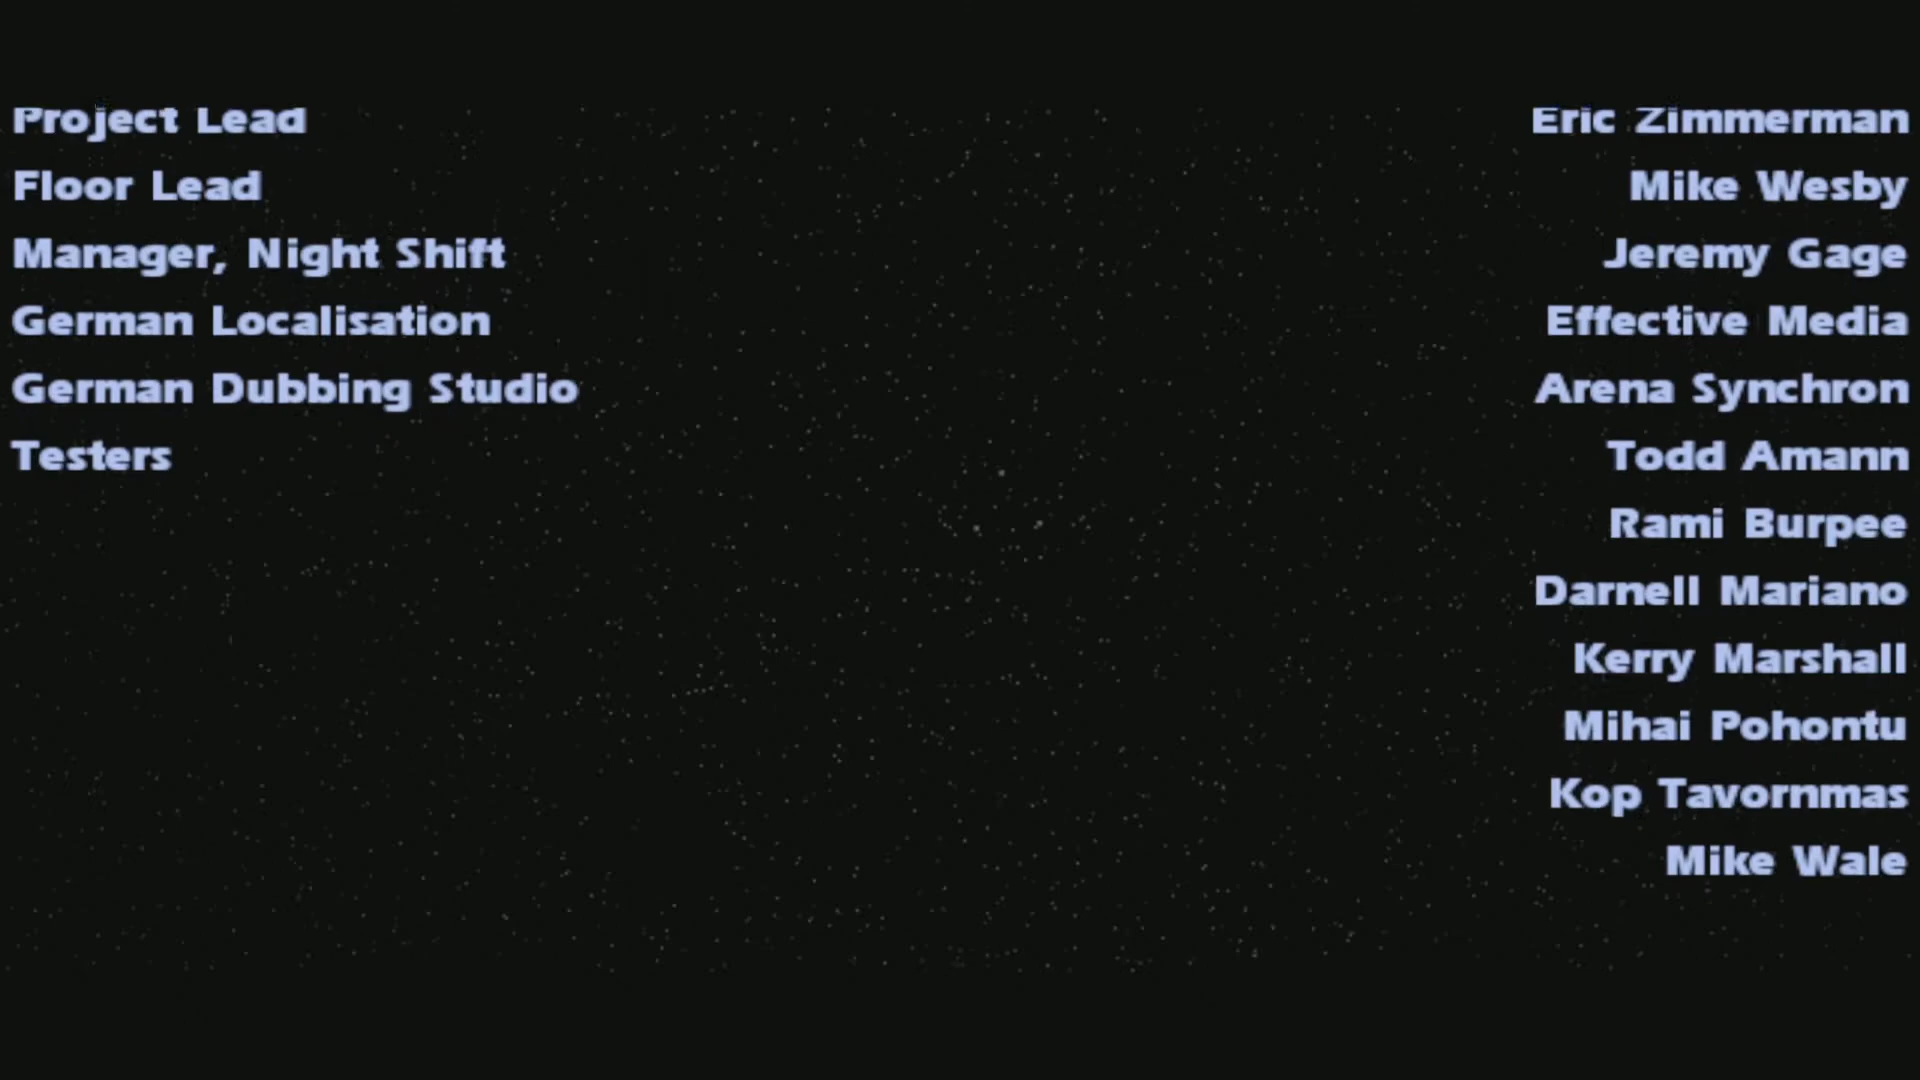 Project Lead Eric Zimmerman
Floor Lead Mike Wesby
Manager, Night Shift Jeremy Gage
German Localisation Effective Media
German Dubbing Studio Arena Synchron
Testers Todd Amann
Rami Burpee
Darnell Mariano
Kerry Marshall
Mihai Pohontu
Kop Tavornmas
Mike Wale